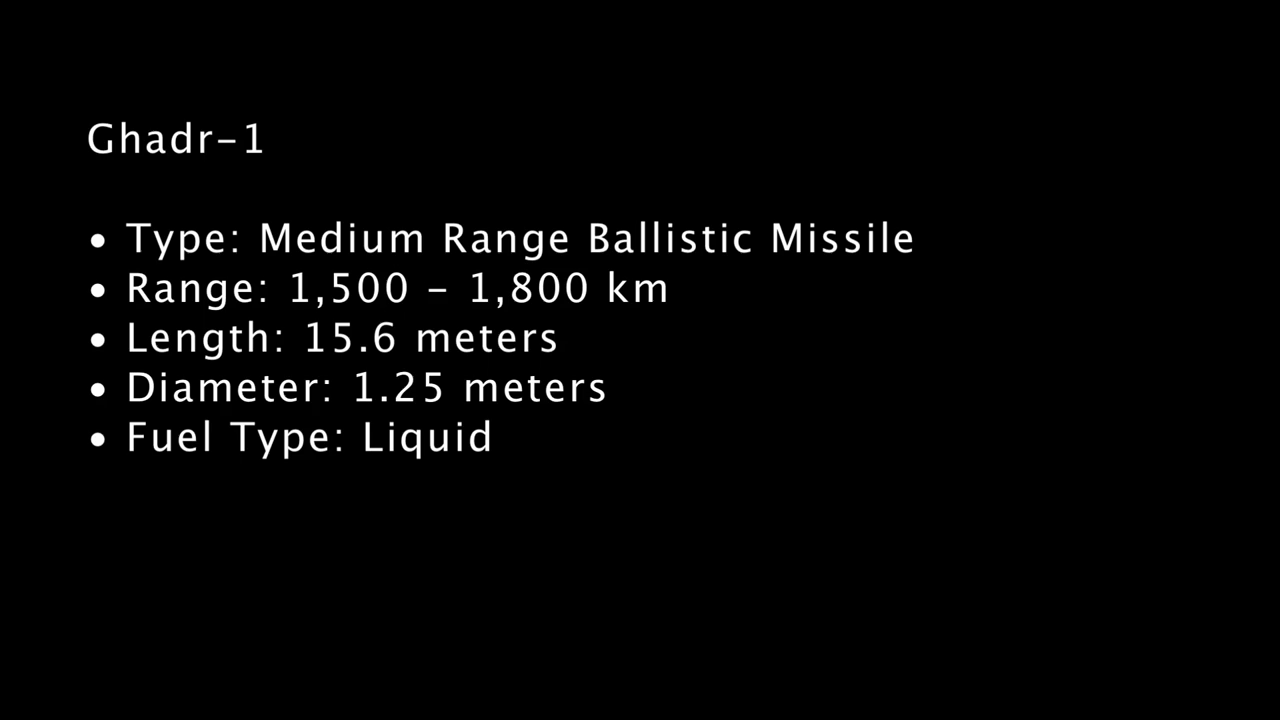 Ghadr-1
• Type: Medium Range Ballistic Missile
• Range: 1,500 - 1,800 km
• Length: 15.6 meters
• Diameter: 1.25 meters
• Fuel Type: Liquid